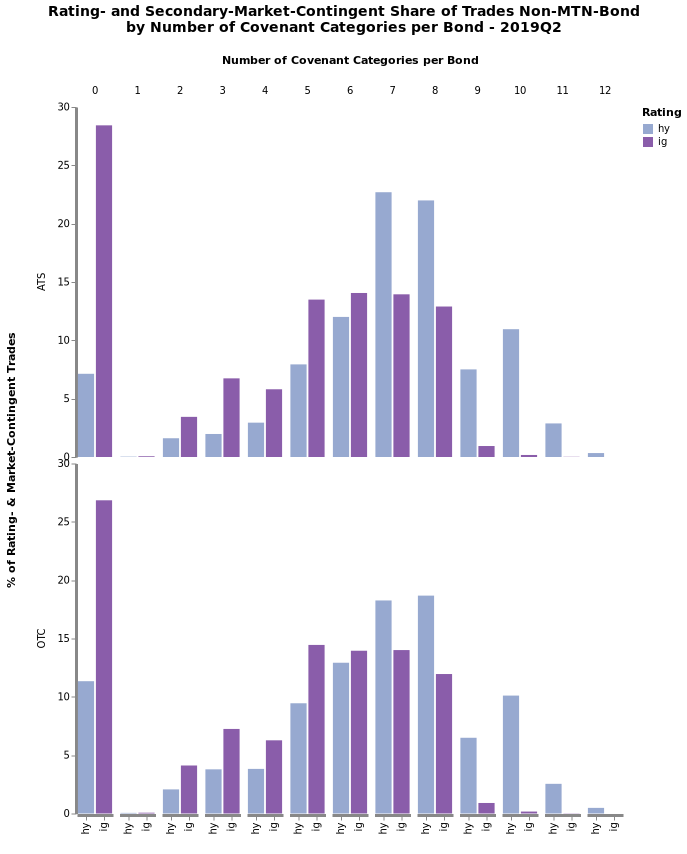 Rating- and Secondary-Market-Contingent Share of Trades Non-MTN-Bond
by Number of Covenant Categories per Bond - 2019Q2
Number of Covenant Categories per Bond
0 1 2 3 4 5 6 7 8 9 10 11 12
Rating
hy
ig
% of Rating- & Market-Contingent Trades
ATS
30
25
20
15
10
5
0
OTC
30
25
20
15
10
5
0
hy ig hy ig hy ig hy ig hy ig hy ig hy ig hy ig hy ig hy ig hy ig hy ig hy ig